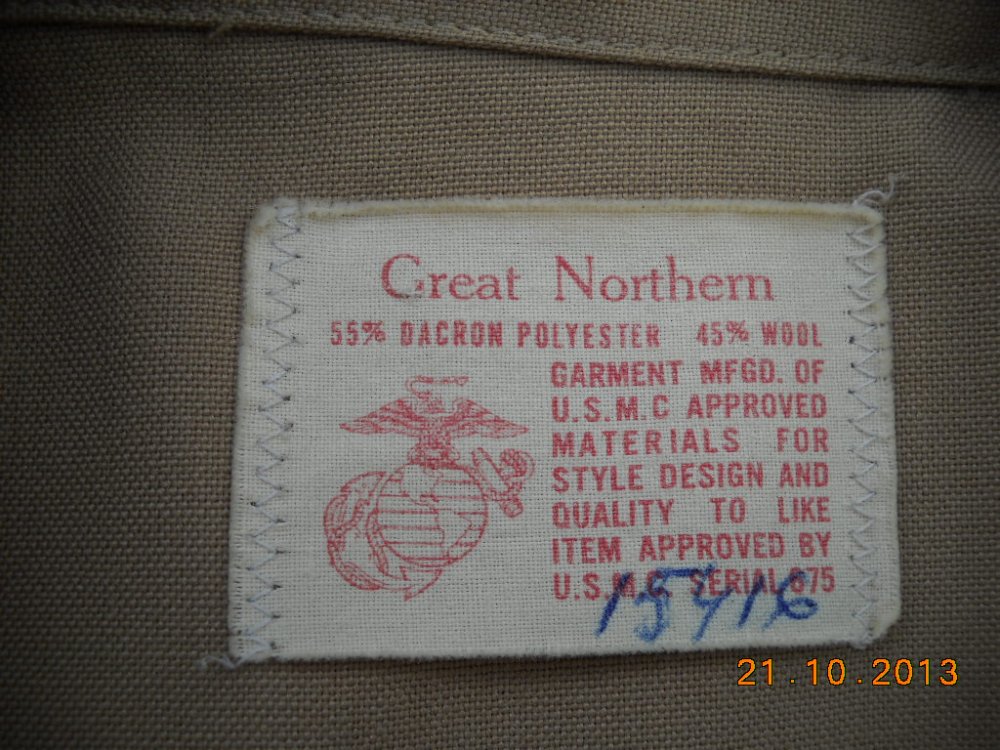 Great Northern
55% DACRON POLYESTER 45% WOOL
GARMENT MFGD. OF
U.S.M.C APPROVED
MATERIALS FOR
STYLE DESIGN AND
QUALITY TO LIKE
ITEM APPROVED BY
U.S.M.C. SERIAL 675
21.10.2013